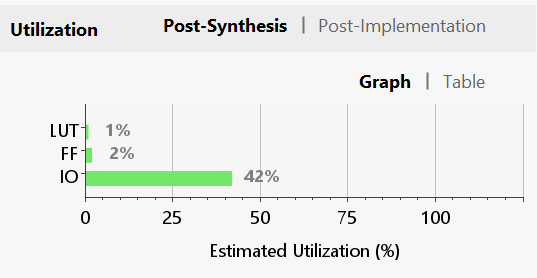 Utilization Post-Synthesis | Post-Implementation
Graph | Table
LUT 1%
FF 2%
IO 42%
0 25 50 75 100
Estimated Utilization (%)